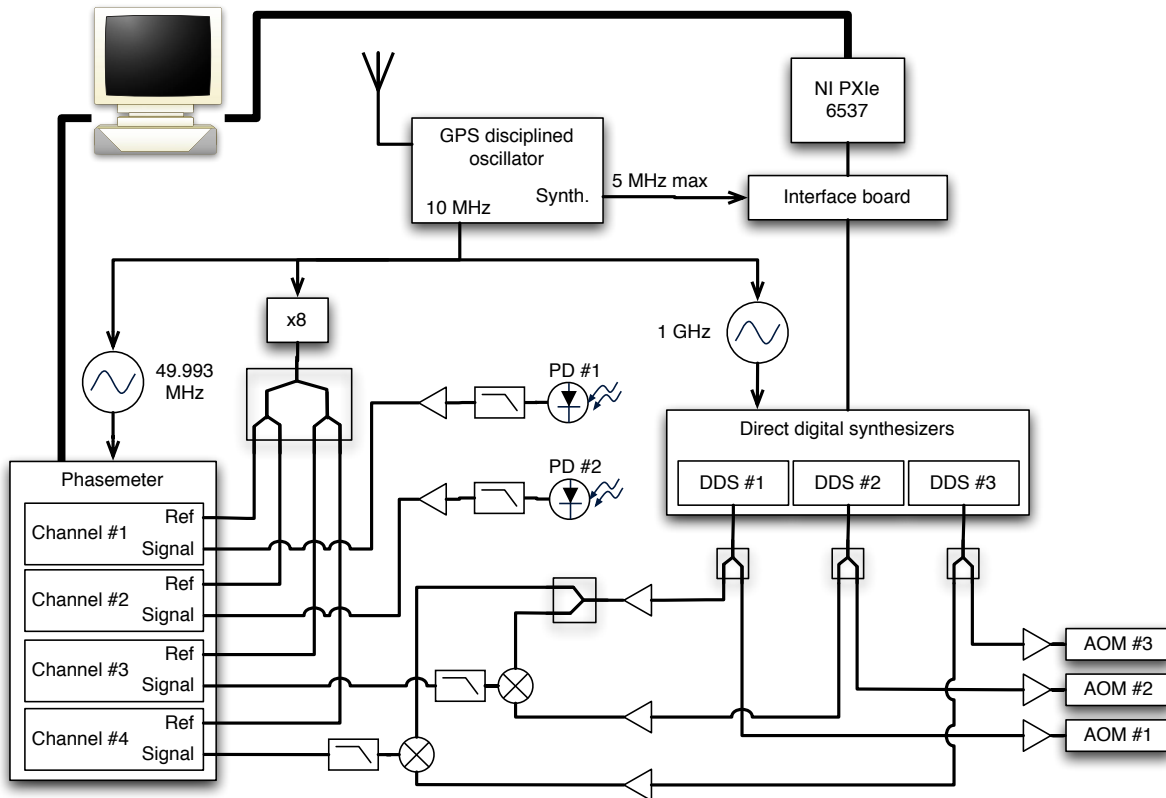 NI PXIe
6537
GPS disciplined
oscillator
Synth.
10 MHz
5 MHz max
Interface board
x8
49.993
MHz
1 GHz
PD #1
PD #2
Direct digital synthesizers
DDS #1
DDS #2
DDS #3
Phasemeter
Channel #1
Ref
Signal
Channel #2
Ref
Signal
Channel #3
Ref
Signal
Channel #4
Ref
Signal
AOM #3
AOM #2
AOM #1